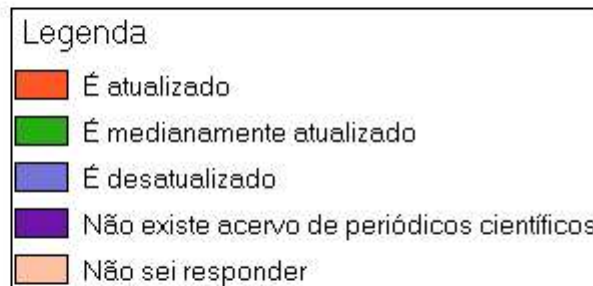 Legenda
É atualizado
É medianamente atualizado
É desatualizado
Não existe acervo de periódicos científicos
Não sei responder